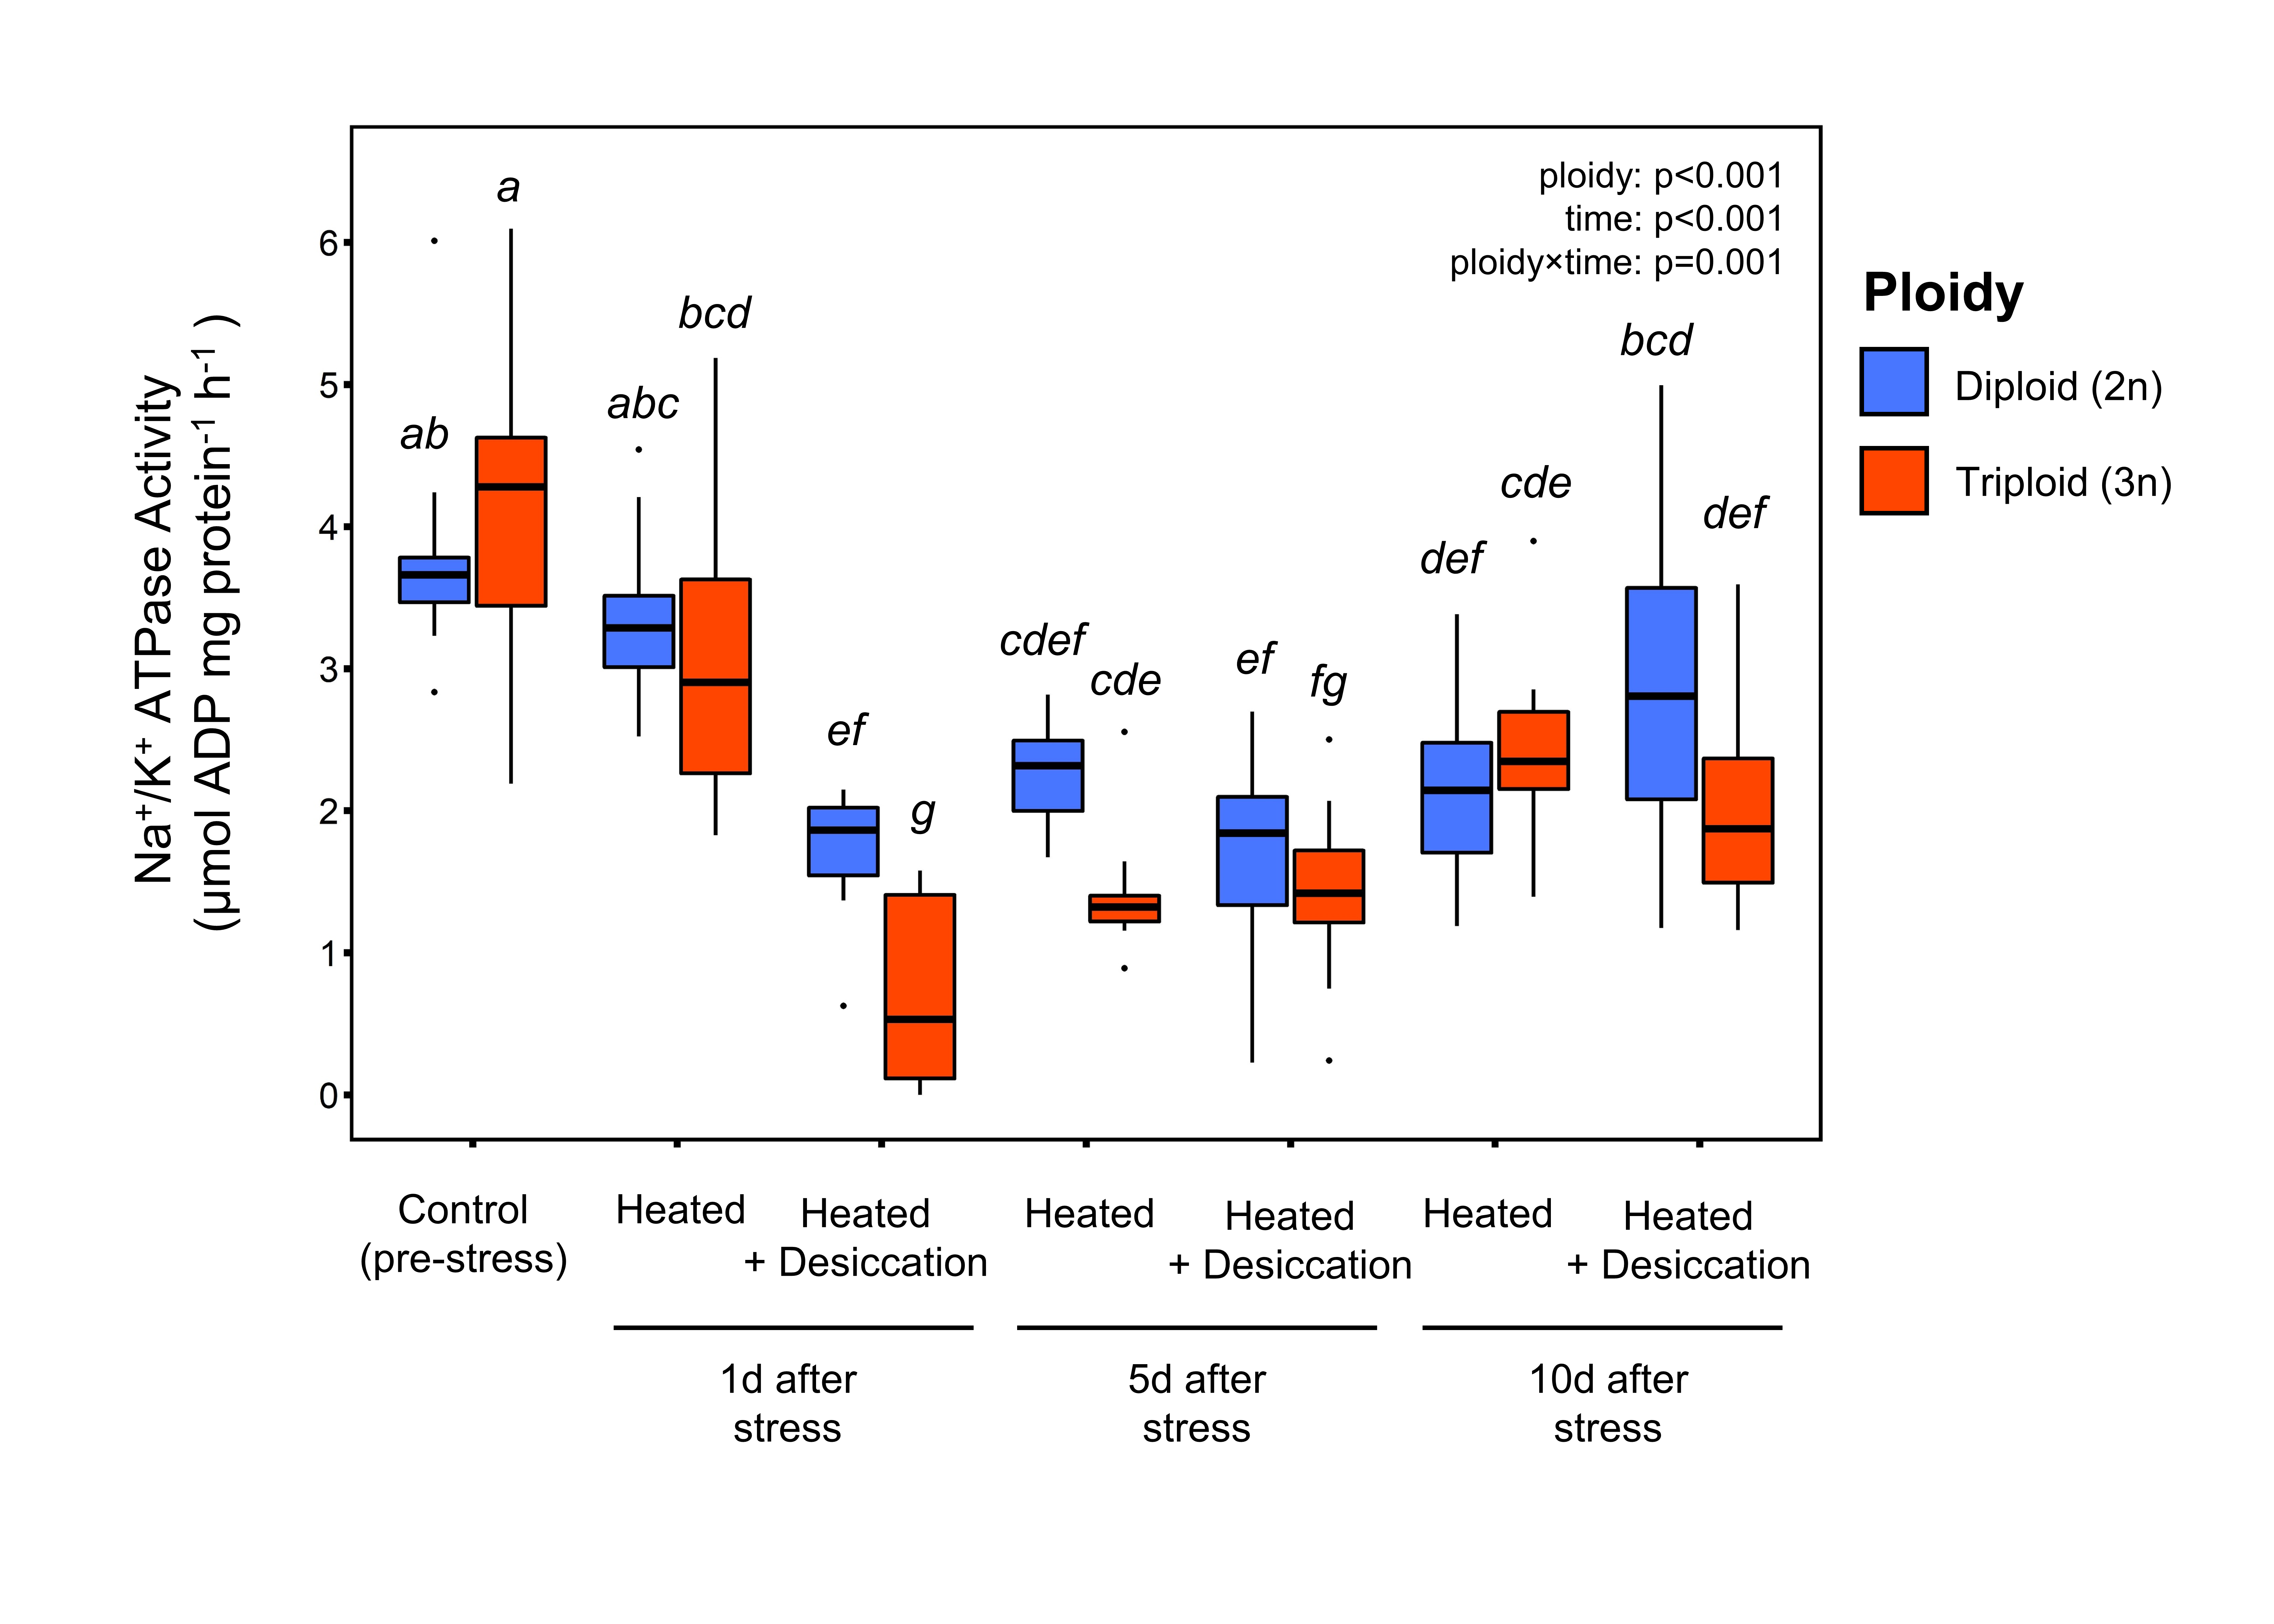 Na⁺/K⁺ ATPase Activity
(µmol ADP mg protein⁻¹ h⁻¹ )
6
5
4
3
2
1
0
ab
a
abc
bcd
ef
g
cdef
cde
ef
fg
def
cde
bcd
def
ploidy: p<0.001
time: p<0.001
ploidy×time: p=0.001
Ploidy
Diploid (2n)
Triploid (3n)
Control
(pre-stress)
Heated
Heated
+ Desiccation
Heated
Heated
+ Desiccation
Heated
Heated
+ Desiccation
1d after
stress
5d after
stress
10d after
stress